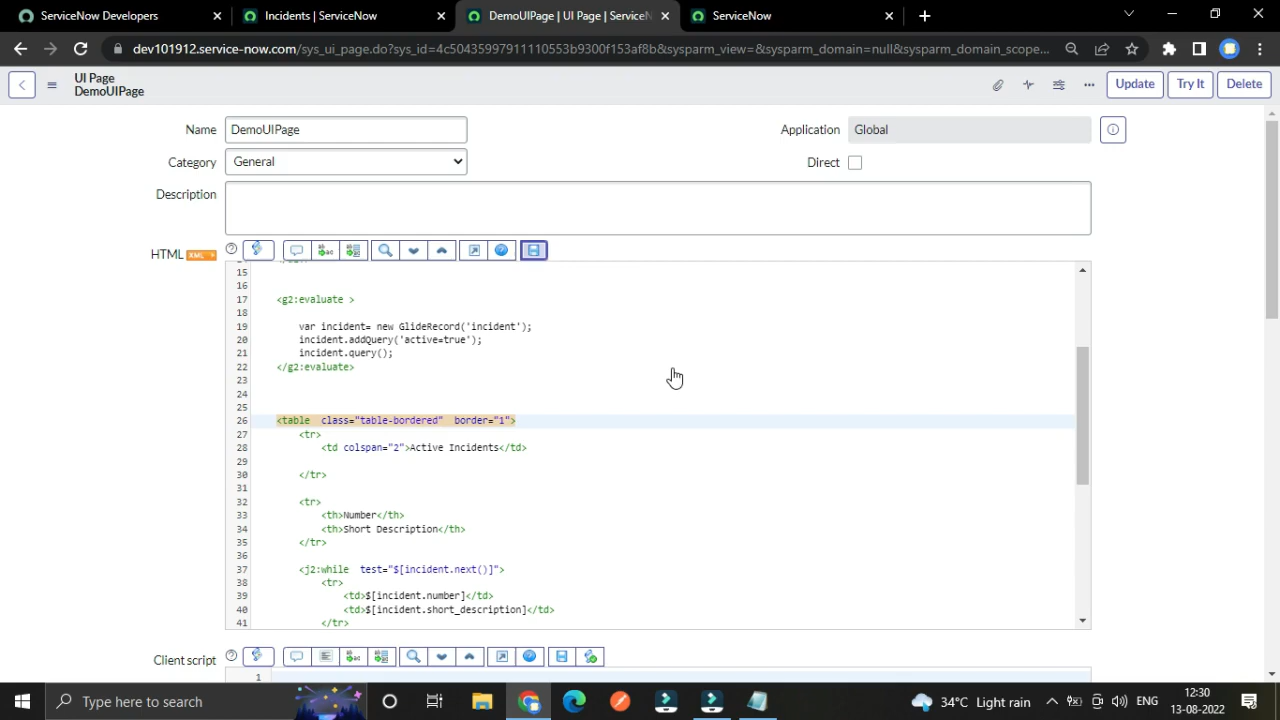 ServiceNow Developers
Incidents | ServiceNow
DemoUIPage | UI Page | ServiceN
ServiceNow
dev101912.service-now.com/sys_ui_page.do?sys_id=4c50435997911110553b9300f153af8b&sysparm_view=&sysparm_domain=null&sysparm_domain_scope...
UI Page
DemoUIPage
Update
Try It
Delete
Name
DemoUIPage
Application
Global
Category
General
Direct
Description
HTML
XML
15
16
17 <g2:evaluate >
18
19 var incident= new GlideRecord('incident');
20 incident.addQuery('active=true');
21 incident.query();
22 </g2:evaluate>
23
24
25
26 <table class="table-bordered" border="1">
27 <tr>
28 <td colspan="2">Active Incidents</td>
29
30 </tr>
31
32 <tr>
33 <th>Number</th>
34 <th>Short Description</th>
35 </tr>
36
37 <j2:while test="$[incident.next()]">
38 <tr>
39 <td>$[incident.number]</td>
40 <td>$[incident.short_description]</td>
41 </tr>
Client script
1
Type here to search
34°C Light rain
ENG
12:30
13-08-2022